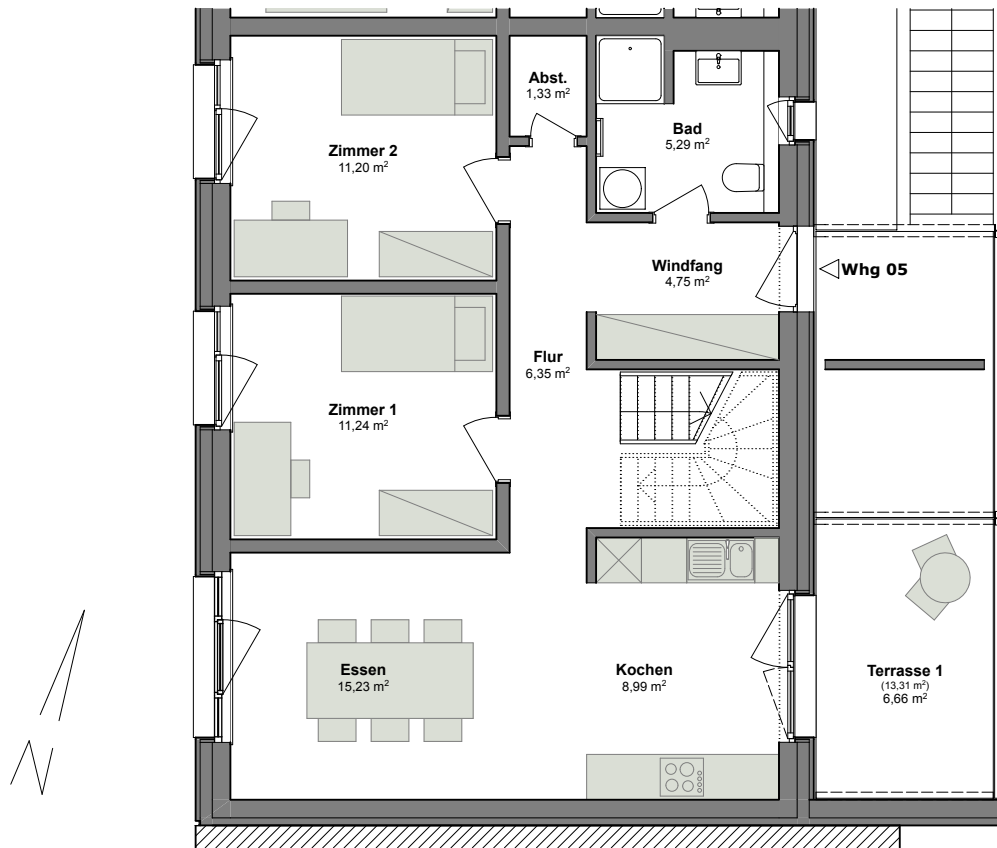 Abst.
1,33 m²
Bad
5,29 m²
Zimmer 2
11,20 m²
Windfang
4,75 m²
Whg 05
Flur
6,35 m²
Zimmer 1
11,24 m²
Essen
15,23 m²
Kochen
8,99 m²
Terrasse 1
(13,31 m²)
6,66 m²
N